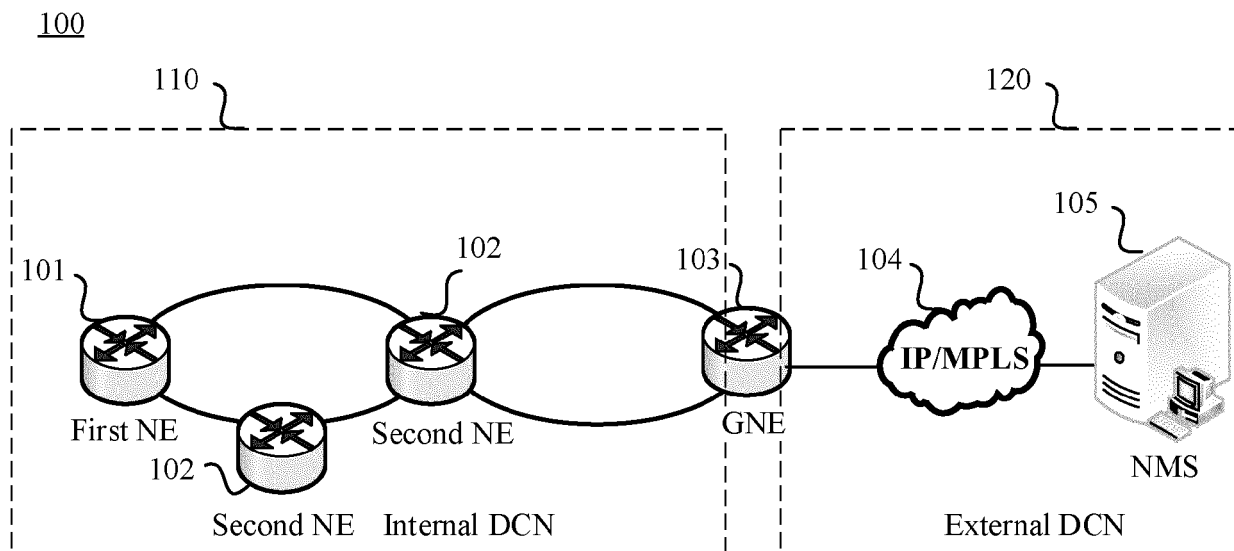 100
110
120
105
102
101
103
104
IP/MPLS
First NE
Second NE
GNE
NMS
102
Second NE
Internal DCN
External DCN